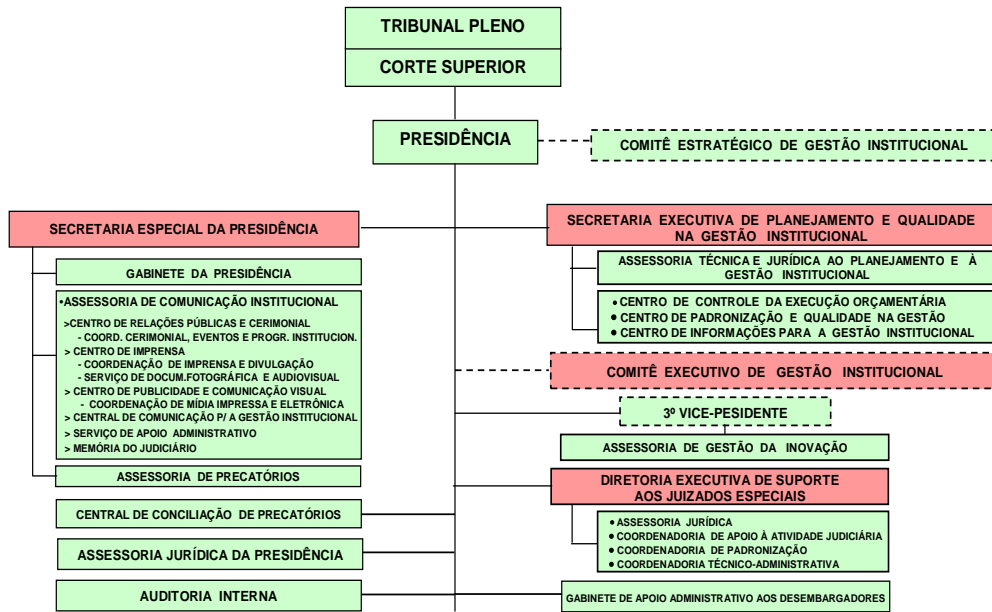 TRIBUNAL PLENO
CORTE SUPERIOR
PRESIDÊNCIA
COMITÊ ESTRATÉGICO DE GESTÃO INSTITUCIONAL
SECRETARIA ESPECIAL DA PRESIDÊNCIA
GABINETE DA PRESIDÊNCIA
•ASSESSORIA DE COMUNICAÇÃO INSTITUCIONAL
>CENTRO DE RELAÇÕES PÚBLICAS E CERIMONIAL
- COORD. CERIMONIAL, EVENTOS E PROGR. INSTITUCION.
> CENTRO DE IMPRENSA
- COORDENAÇÃO DE IMPRENSA E DIVULGAÇÃO
- SERVIÇO DE DOCUM.FOTOGRÁFICA E AUDIOVISUAL
> CENTRO DE PUBLICIDADE E COMUNICAÇÃO VISUAL
- COORDENAÇÃO DE MÍDIA IMPRESSA E ELETRÔNICA
> CENTRAL DE COMUNICAÇÃO P/ A GESTÃO INSTITUCIONAL
> SERVIÇO DE APOIO ADMINISTRATIVO
> MEMÓRIA DO JUDICIÁRIO
ASSESSORIA DE PRECATÓRIOS
CENTRAL DE CONCILIAÇÃO DE PRECATÓRIOS
ASSESSORIA JURÍDICA DA PRESIDÊNCIA
AUDITORIA INTERNA
SECRETARIA EXECUTIVA DE PLANEJAMENTO E QUALIDADE
NA GESTÃO INSTITUCIONAL
ASSESSORIA TÉCNICA E JURÍDICA AO PLANEJAMENTO E À
GESTÃO INSTITUCIONAL
• CENTRO DE CONTROLE DA EXECUÇÃO ORÇAMENTÁRIA
• CENTRO DE PADRONIZAÇÃO E QUALIDADE NA GESTÃO
• CENTRO DE INFORMAÇÕES PARA A GESTÃO INSTITUCIONAL
COMITÊ EXECUTIVO DE GESTÃO INSTITUCIONAL
3º VICE-PESIDENTE
ASSESSORIA DE GESTÃO DA INOVAÇÃO
DIRETORIA EXECUTIVA DE SUPORTE
AOS JUIZADOS ESPECIAIS
• ASSESSORIA JURÍDICA
• COORDENADORIA DE APOIO À ATIVIDADE JUDICIÁRIA
• COORDENADORIA DE PADRONIZAÇÃO
• COORDENADORIA TÉCNICO-ADMINISTRATIVA
GABINETE DE APOIO ADMINISTRATIVO AOS DESEMBARGADORES